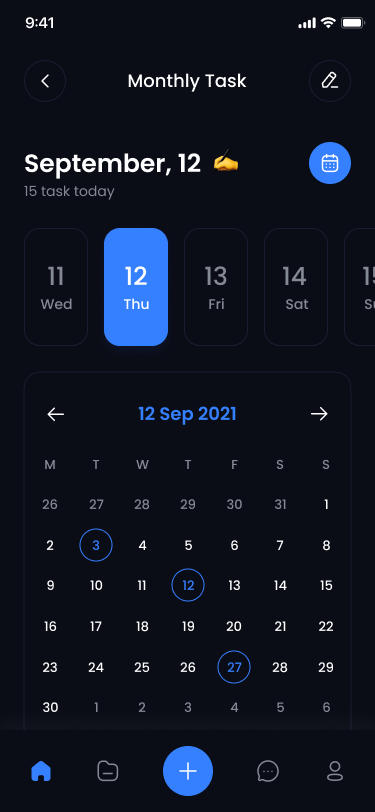 9:41
Monthly Task
September, 12 ✍️
15 task today
11 12 13 14
Wed Thu Fri Sat
12 Sep 2021
M T W T F S S
26 27 28 29 30 31 1
2 3 4 5 6 7 8
9 10 11 12 13 14 15
16 17 18 19 20 21 22
23 24 25 26 27 28 29
30 1 2 3 4 5 6